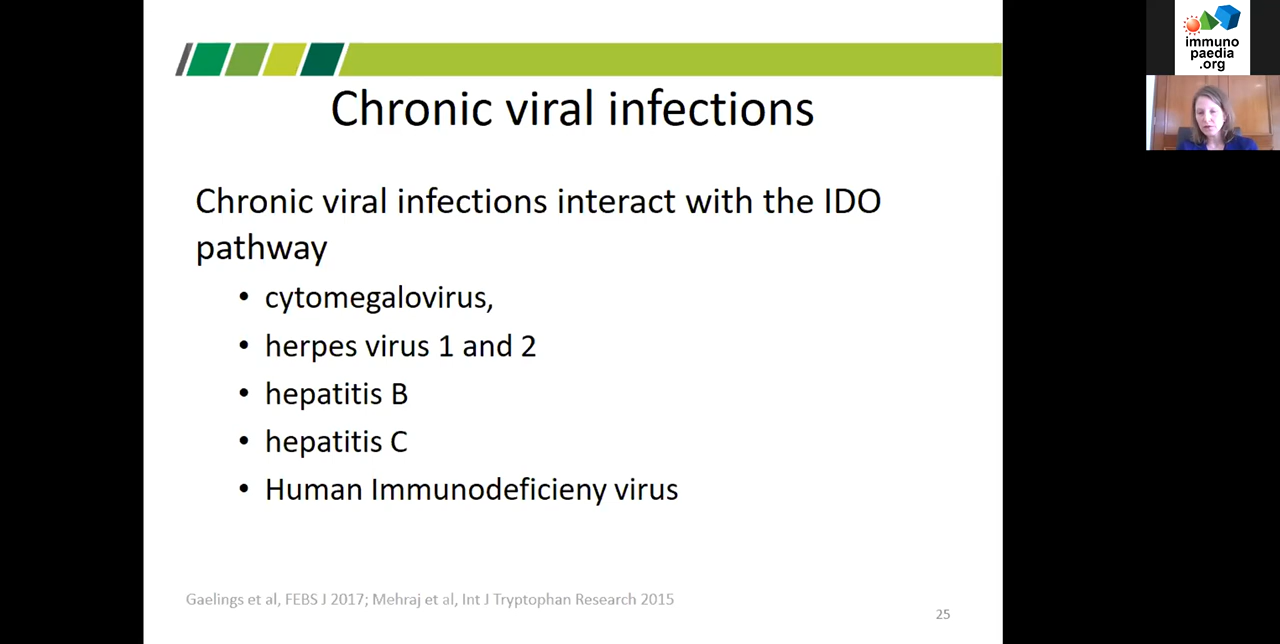 Chronic viral infections
Chronic viral infections interact with the IDO
pathway
• cytomegalovirus,
• herpes virus 1 and 2
• hepatitis B
• hepatitis C
• Human Immunodeficieny virus
Gaelings et al, FEBS J 2017; Mehraj et al, Int J Tryptophan Research 2015
25
immuno
paedia
.org